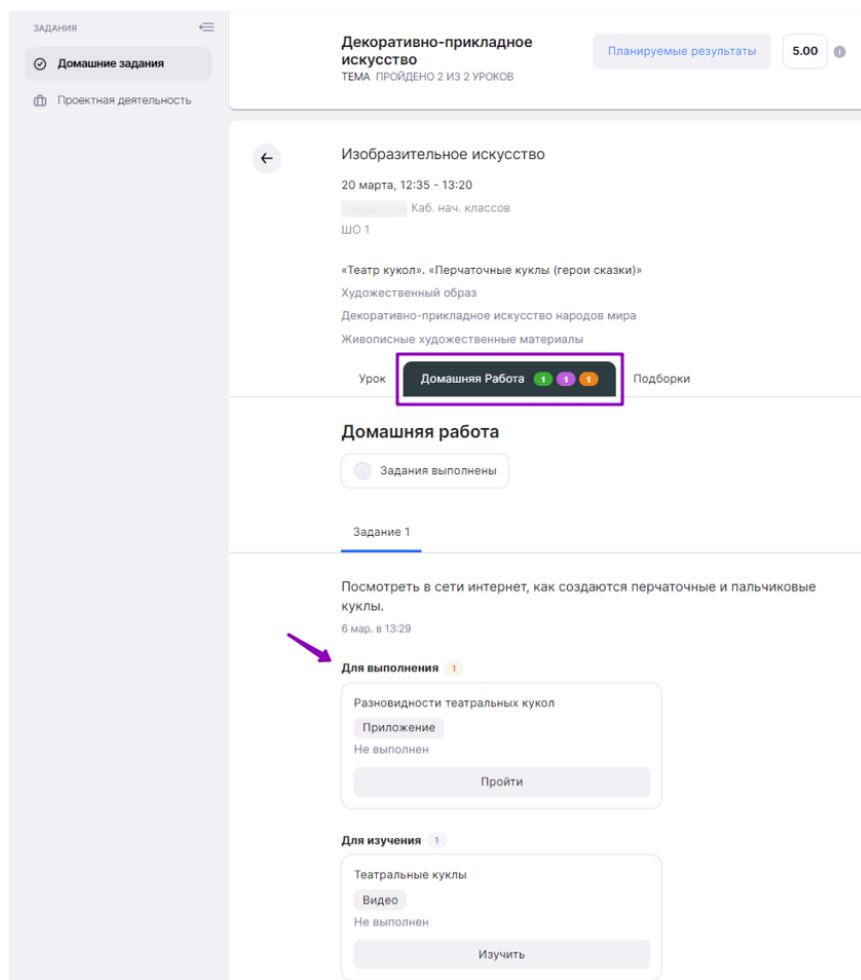 ЗАДАНИЯ
Домашние задания
Проектная деятельность
Декоративно-прикладное
искусство
ТЕМА ПРОЙДЕНО 2 ИЗ 2 УРОКОВ
Планируемые результаты
5.00
Изобразительное искусство
20 марта, 12:35 - 13:20
Каб. нач. классов
ШО 1
«Театр кукол». «Перчаточные куклы (герои сказки)»
Художественный образ
Декоративно-прикладное искусство народов мира
Живописные художественные материалы
Урок
Домашняя Работа 1 1 1
Подборки
Домашняя работа
Задания выполнены
Задание 1
Посмотреть в сети интернет, как создаются перчаточные и пальчиковые
куклы.
6 мар. в 13:29
Для выполнения 1
Разновидности театральных кукол
Приложение
Не выполнен
Пройти
Для изучения 1
Театральные куклы
Видео
Не выполнен
Изучить